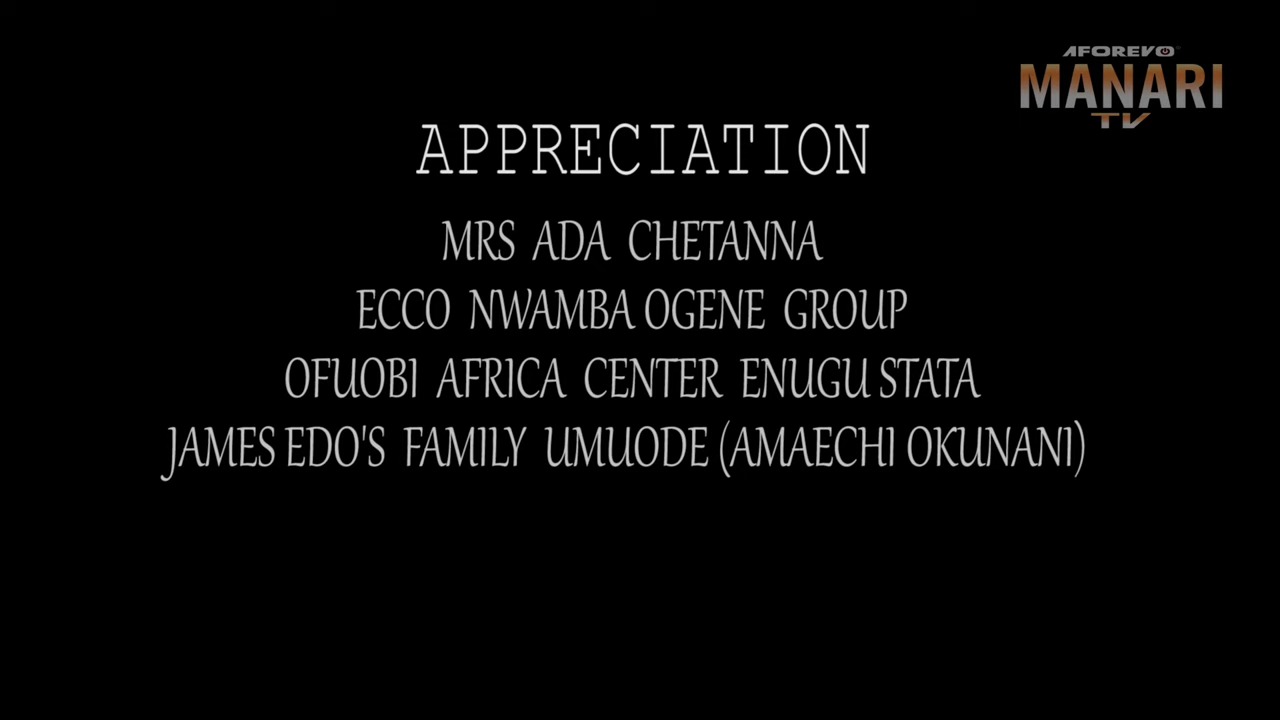 AFOREVO
MANARI
TV
APPRECIATION
MRS ADA CHETANNA
ECCO NWAMBA OGENE GROUP
OFUOBI AFRICA CENTER ENUGU STATA
JAMES EDO'S FAMILY UMUODE (AMAECHI OKUNANI)